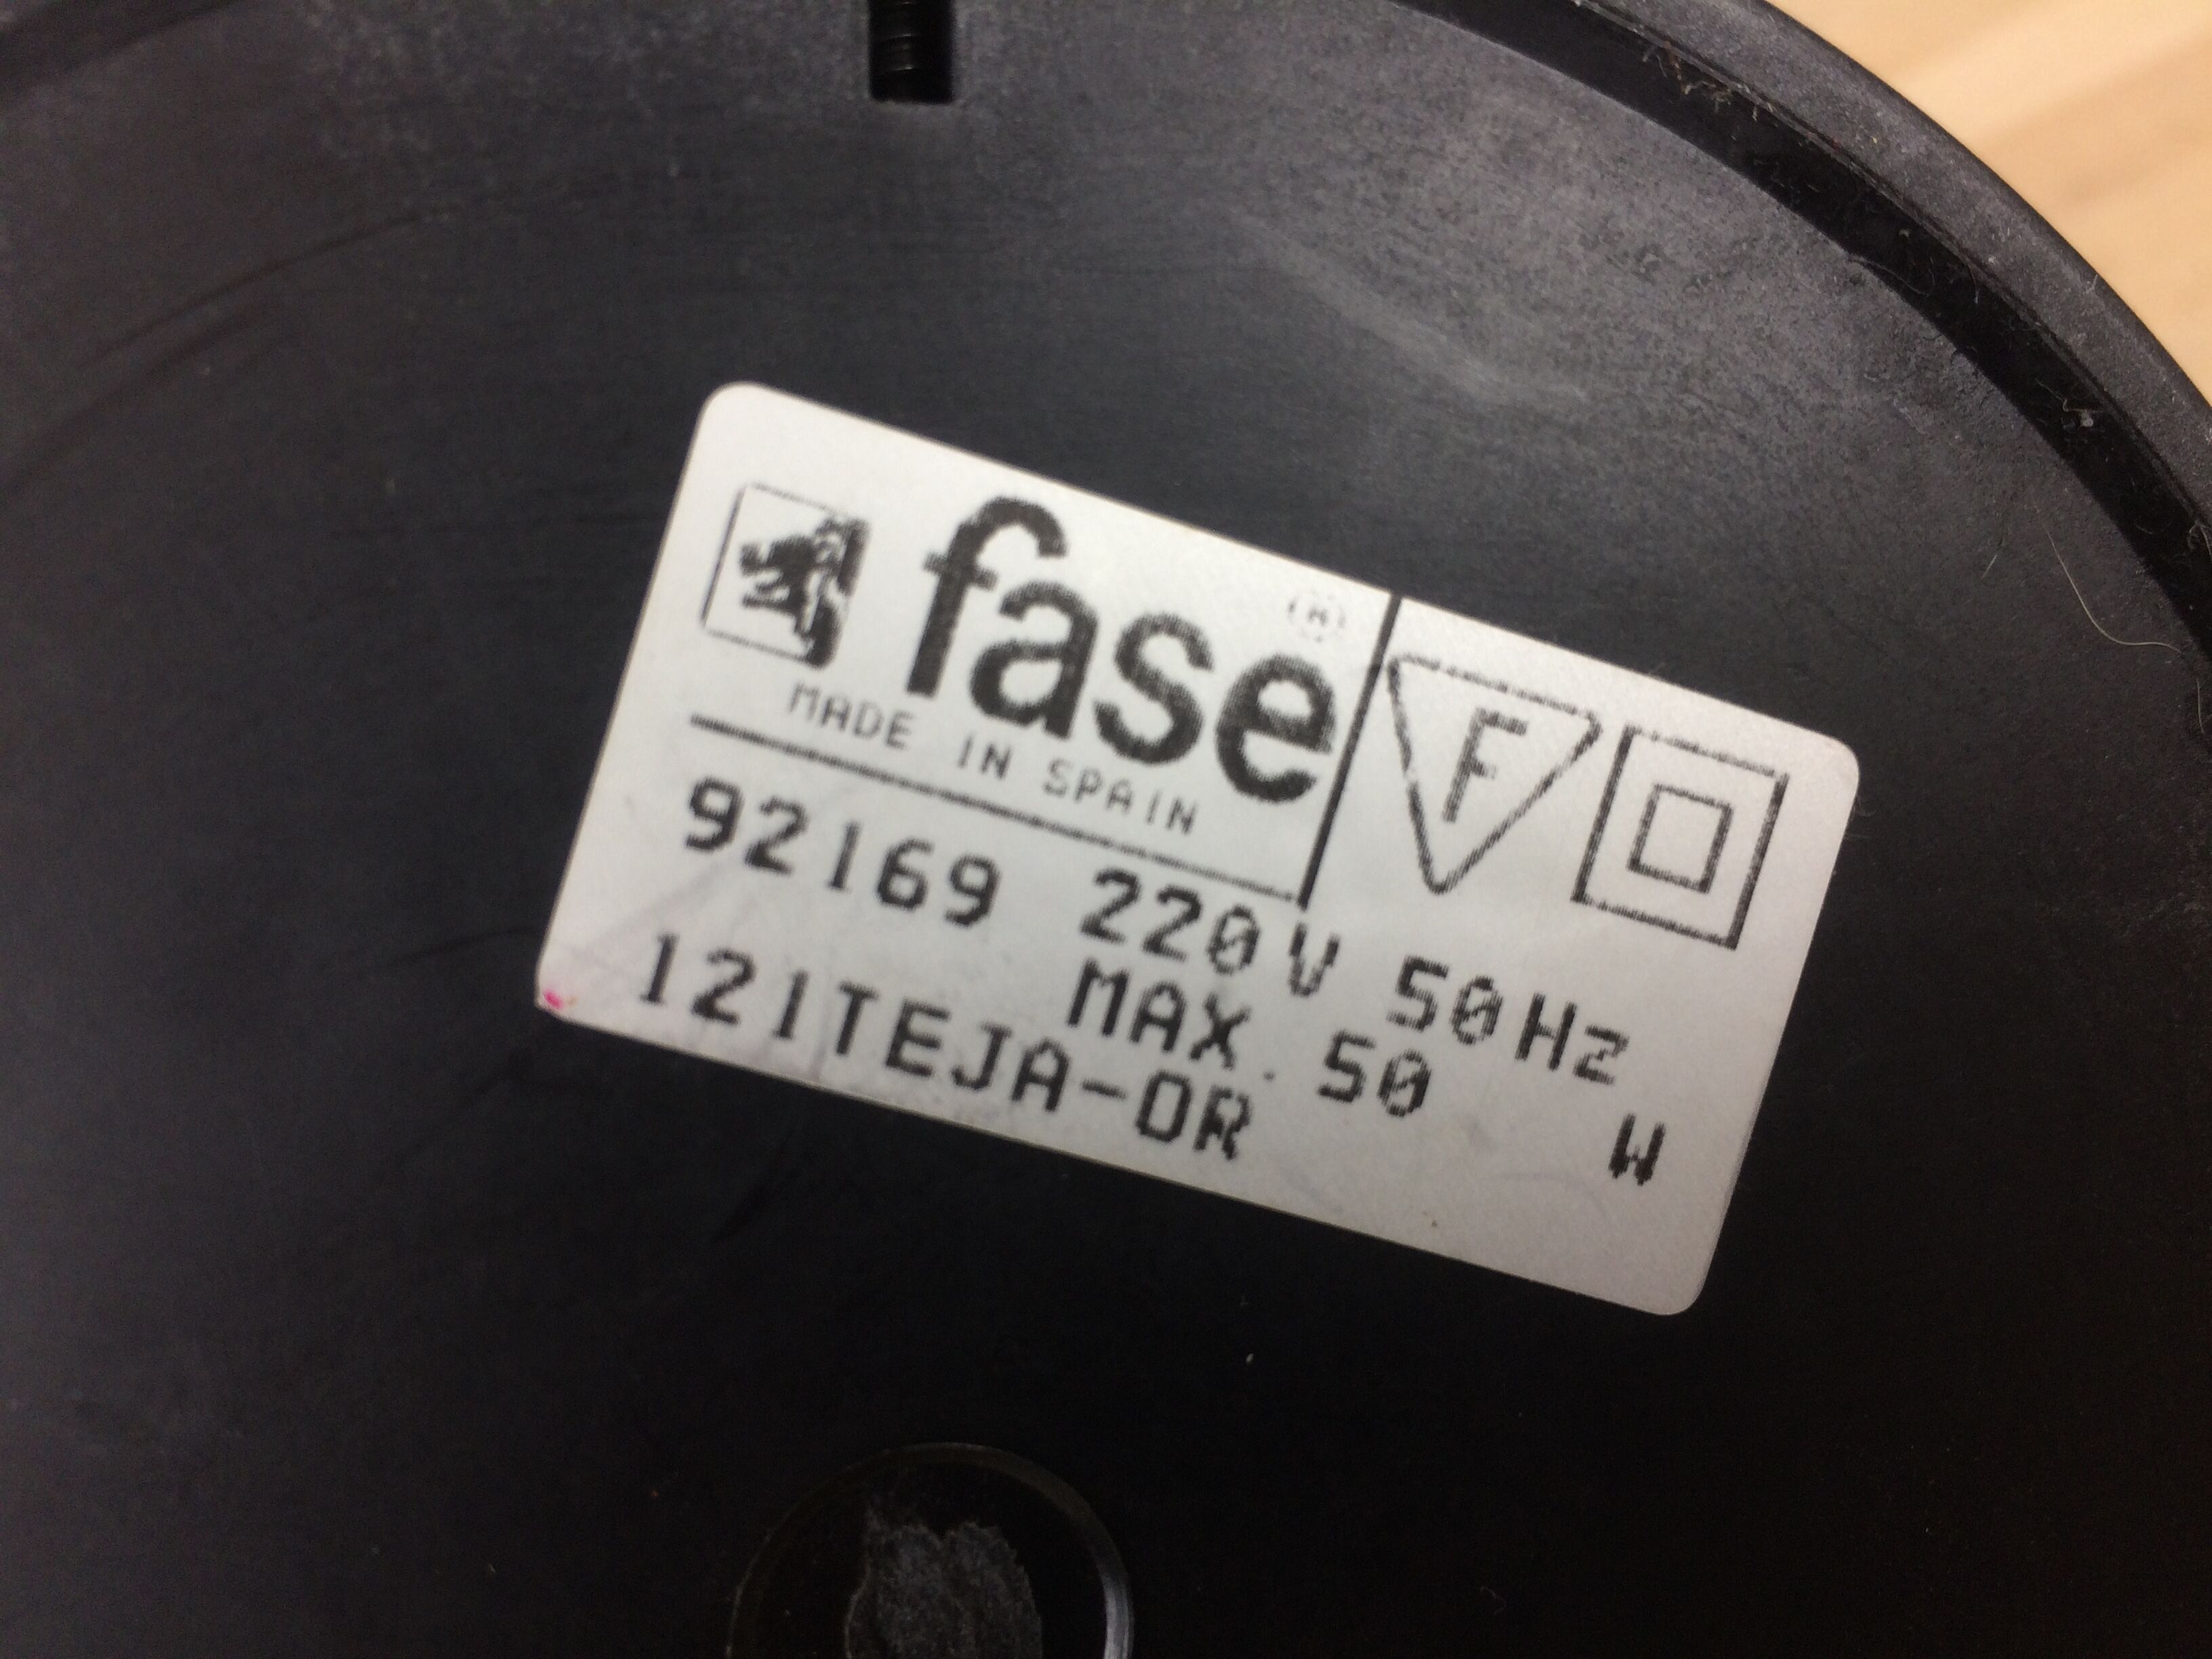 fase ®
MADE IN SPAIN
F
92169 220V 50Hz
MAX. 50 W
121TEJA-OR